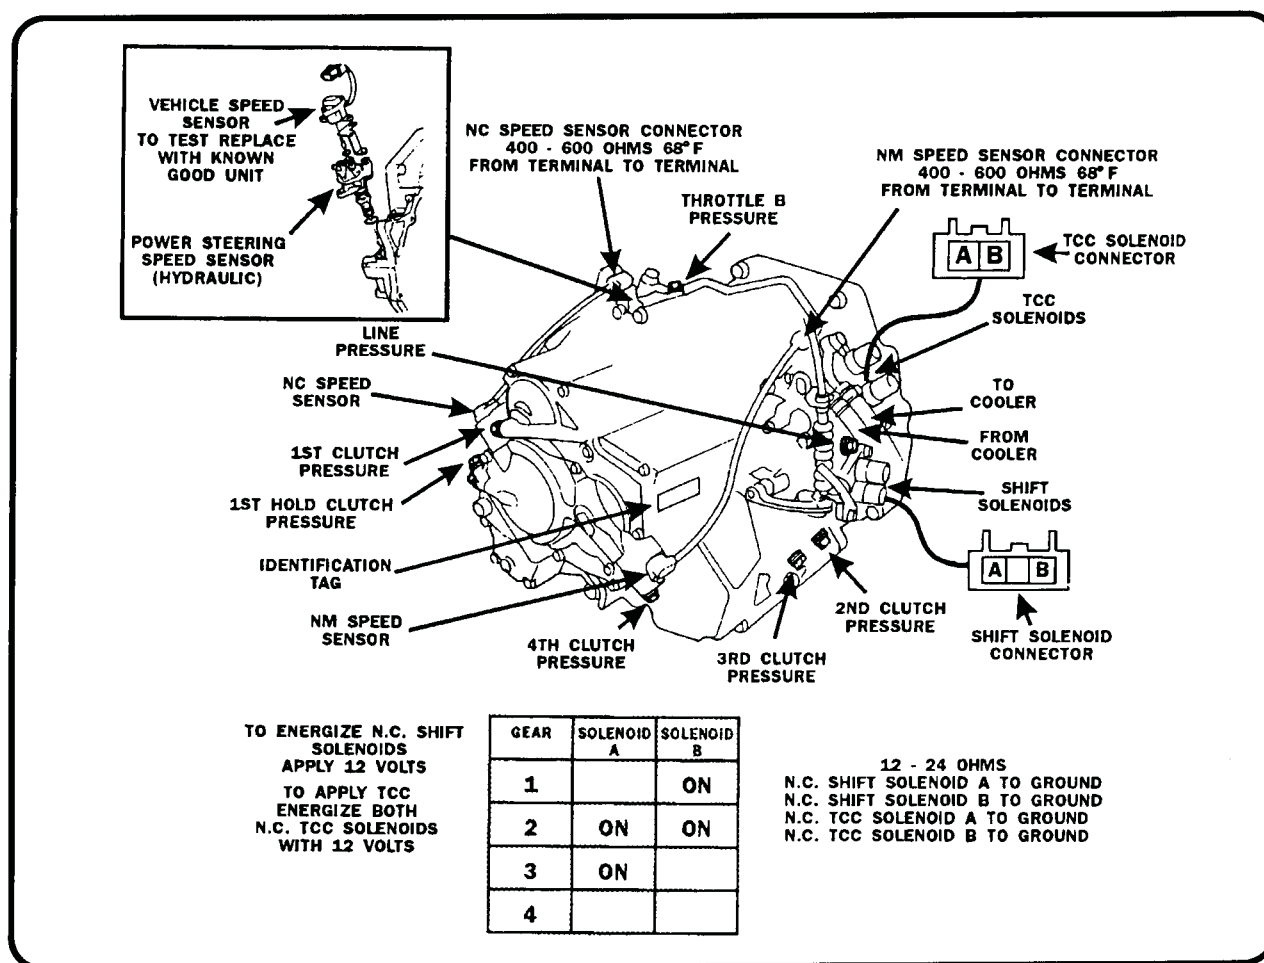 VEHICLE SPEED
SENSOR
TO TEST REPLACE
WITH KNOWN
GOOD UNIT
POWER STEERING
SPEED SENSOR
(HYDRAULIC)
NC SPEED SENSOR CONNECTOR
400 - 600 OHMS 68°F
FROM TERMINAL TO TERMINAL
THROTTLE B
PRESSURE
NM SPEED SENSOR CONNECTOR
400 - 600 OHMS 68°F
FROM TERMINAL TO TERMINAL
A B
TCC SOLENOID
CONNECTOR
TCC
SOLENOIDS
LINE
PRESSURE
NC SPEED
SENSOR
TO
COOLER
1ST CLUTCH
PRESSURE
FROM
COOLER
1ST HOLD CLUTCH
PRESSURE
SHIFT
SOLENOIDS
IDENTIFICATION
TAG
A B
NM SPEED
SENSOR
2ND CLUTCH
PRESSURE
4TH CLUTCH
PRESSURE
3RD CLUTCH
PRESSURE
SHIFT SOLENOID
CONNECTOR
TO ENERGIZE N.C. SHIFT
SOLENOIDS
APPLY 12 VOLTS
TO APPLY TCC
ENERGIZE BOTH
N.C. TCC SOLENOIDS
WITH 12 VOLTS
GEAR SOLENOID A SOLENOID B
1 ON
2 ON ON
3 ON
4
12 - 24 OHMS
N.C. SHIFT SOLENOID A TO GROUND
N.C. SHIFT SOLENOID B TO GROUND
N.C. TCC SOLENOID A TO GROUND
N.C. TCC SOLENOID B TO GROUND